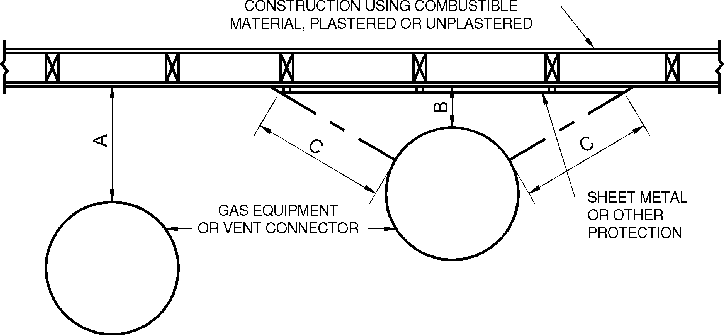 CONSTRUCTION USING COMBUSTIBLE
MATERIAL, PLASTERED OR UNPLASTERED
A
B
C
C
GAS EQUIPMENT
OR VENT CONNECTOR
SHEET METAL
OR OTHER
PROTECTION